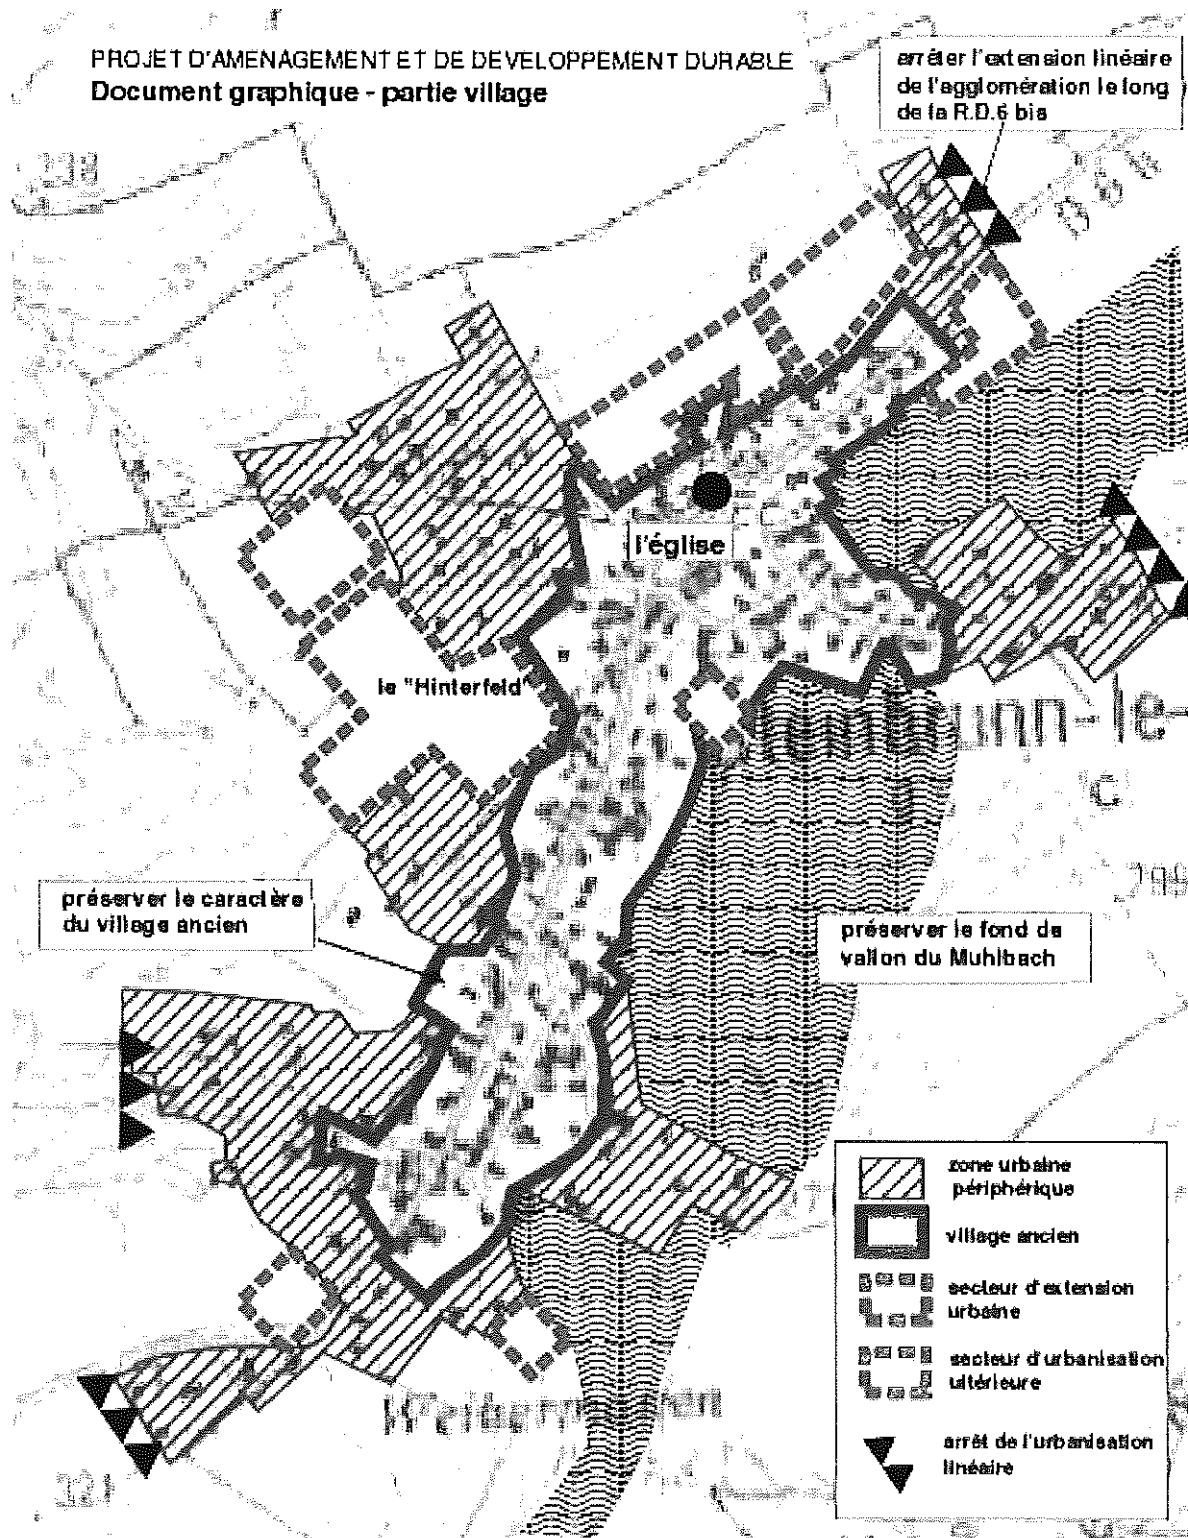 PROJET D'AMENAGEMENT ET DE DEVELOPPEMENT DURABLE
Document graphique - partie village
arrêter l'extension linéaire
de l'agglomération le long
de la R.D.6 bis
l'église
le "Hinterfeld"
unn-le-
préserver le caractère
du village ancien
préserver le fond de
vallon du Muhlbach
zone urbaine
périphérique
village ancien
secteur d'extension
urbaine
secteur d'urbanisation
ultérieure
arrêt de l'urbanisation
linéaire